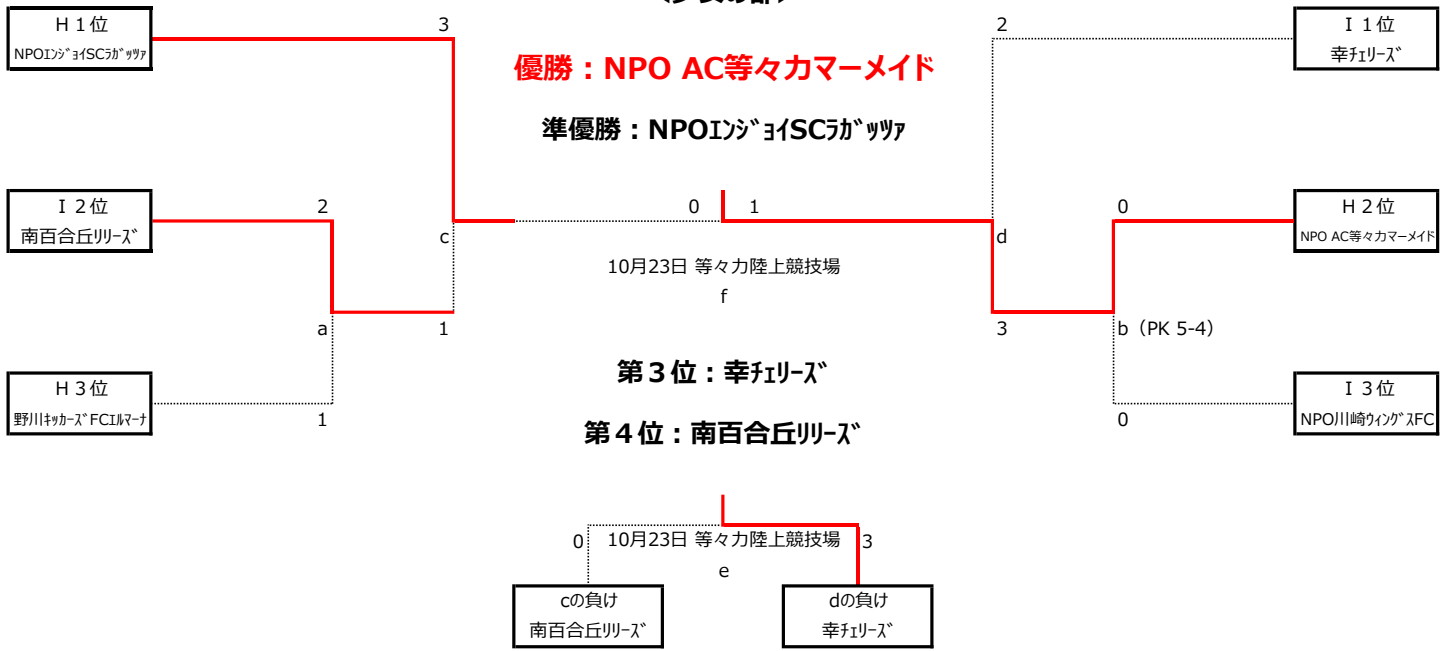 H１位
NPOｴﾝｼﾞｮｲSCﾗｶﾞｯﾂｧ
3
2
I １位
幸ﾁｪﾘｰｽﾞ
優勝：NPO AC等々力マーメイド
準優勝：NPOｴﾝｼﾞｮｲSCﾗｶﾞｯﾂｧ
I ２位
南百合丘ﾘﾘｰｽﾞ
2
c
0
1
d
0
H２位
NPO AC等々力ﾏｰﾒｲﾄﾞ
10月23日 等々力陸上競技場
f
a
1
3
b（PK 5-4）
第３位：幸ﾁｪﾘｰｽﾞ
H３位
野川ｷｯｶｰｽﾞFCｴﾙﾏｰﾅ
1
第４位：南百合丘ﾘﾘｰｽﾞ
0
I ３位
NPO川崎ｳｨﾝｸﾞｽFC
0
10月23日 等々力陸上競技場
3
e
cの負け
南百合丘ﾘﾘｰｽﾞ
dの負け
幸ﾁｪﾘｰｽﾞ